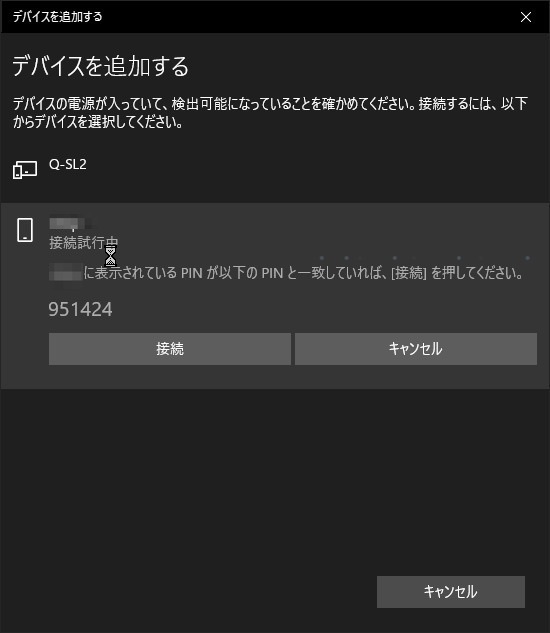 デバイスを追加する
デバイスを追加する
デバイスの電源が入っていて、検出可能になっていることを確かめてください。接続するには、以下
からデバイスを選択してください。
Q-SL2
接続試行中
に表示されている PIN が以下の PIN と一致していれば、[接続] を押してください。
951424
接続
キャンセル
キャンセル